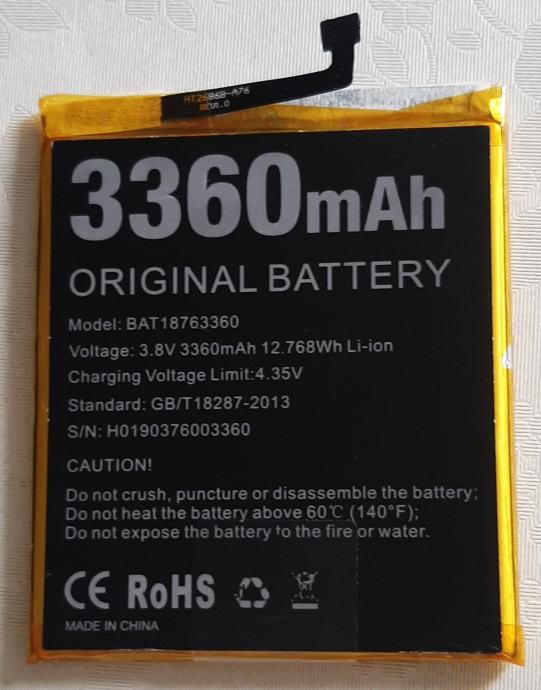 REV1.0
3360mAh
ORIGINAL BATTERY
Model: BAT18763360
Voltage: 3.8V 3360mAh 12.768Wh Li-ion
Charging Voltage Limit:4.35V
Standard: GB/T18287-2013
S/N: H0190376003360
CAUTION!
Do not crush, puncture or disassemble the battery;
Do not heat the battery above 60℃ (140°F);
Do not expose the battery to the fire or water.
CE RoHS
MADE IN CHINA